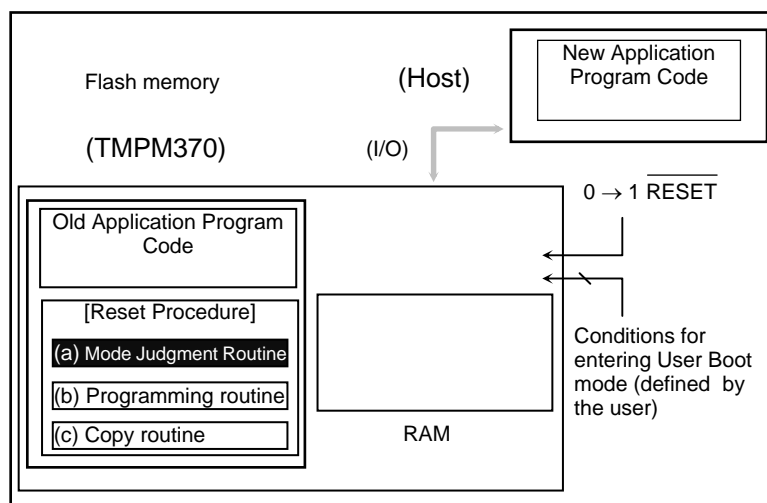 New Application
Program Code
Flash memory
(Host)
(TMPM370)
(I/O)
0 → 1 RESET
Old Application Program
Code
[Reset Procedure]
(a) Mode Judgment Routine
(b) Programming routine
(c) Copy routine
RAM
Conditions for
entering User Boot
mode (defined by
the user)